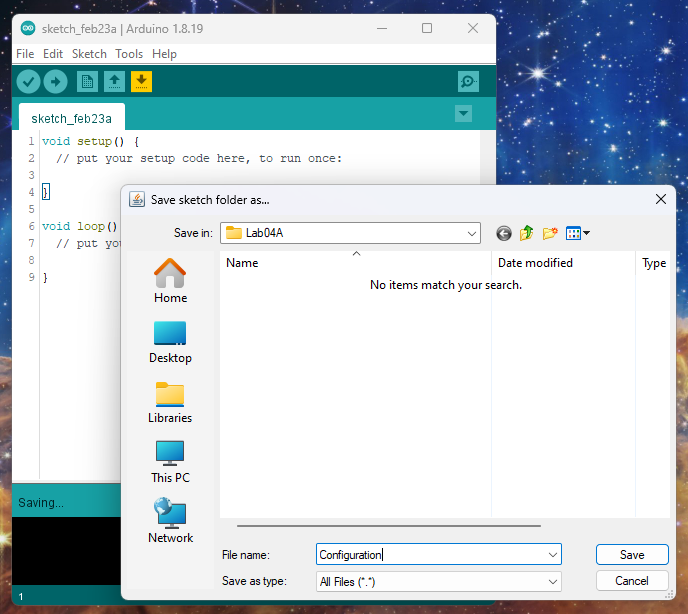 sketch_feb23a | Arduino 1.8.19
File Edit Sketch Tools Help
sketch_feb23a
1 void setup() {
2 // put your setup code here, to run once:
3
4 }
5
6 void loop()
7 // put you
8
9 }
Saving...
1
Save sketch folder as...
Save in: Lab04A
Name Date modified Type
No items match your search.
Home
Desktop
Libraries
This PC
Network
File name: Configuration Save
Save as type: All Files (*.*) Cancel